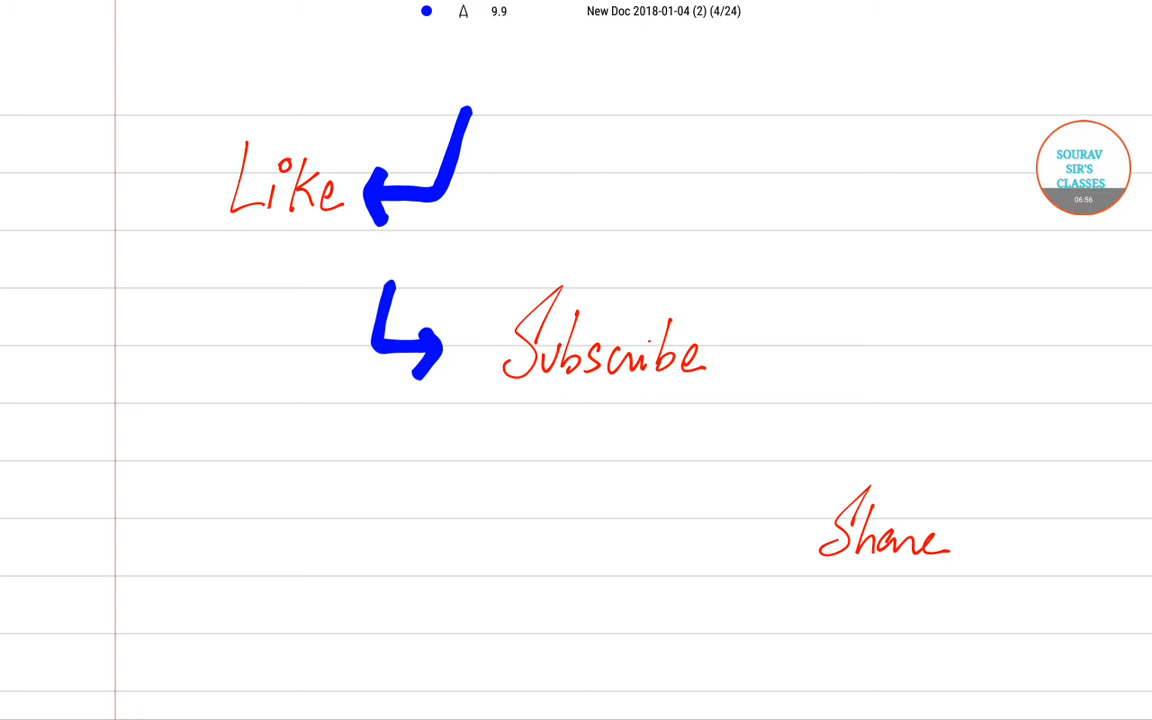 A 9.9 New Doc 2018-01-04 (2) (4/24)
SOURAV
SIR'S
CLASSES
06:56
Like
Subscribe
Share